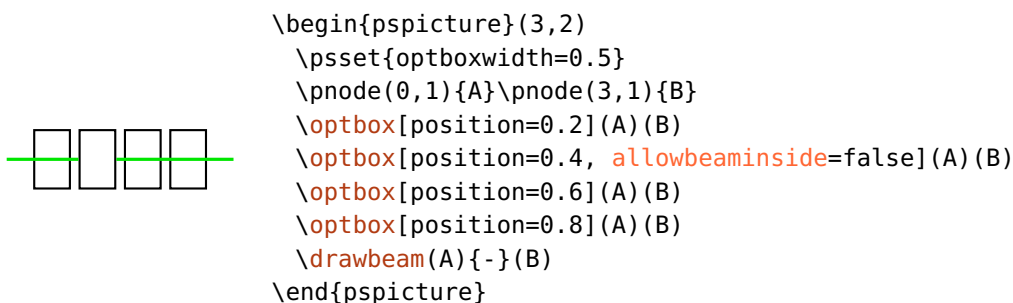 \begin{pspicture}(3,2)
  \psset{optboxwidth=0.5}
  \pnode(0,1){A}\pnode(3,1){B}
  \optbox[position=0.2](A)(B)
  \optbox[position=0.4, allowbeaminside=false](A)(B)
  \optbox[position=0.6](A)(B)
  \optbox[position=0.8](A)(B)
  \drawbeam(A){-}(B)
\end{pspicture}